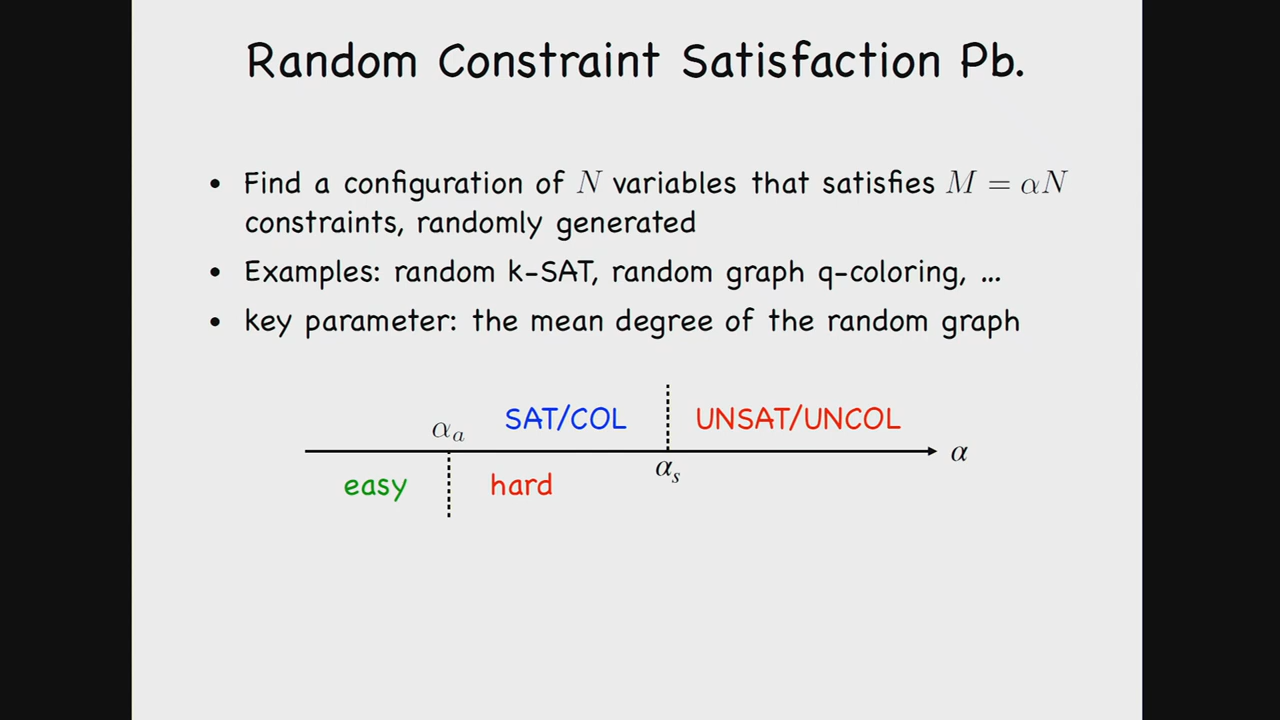 Random Constraint Satisfaction Pb.
• Find a configuration of N variables that satisfies M = αN
constraints, randomly generated
• Examples: random k-SAT, random graph q-coloring, ...
• key parameter: the mean degree of the random graph
SAT/COL UNSAT/UNCOL
αₐ
α
αₛ
easy hard